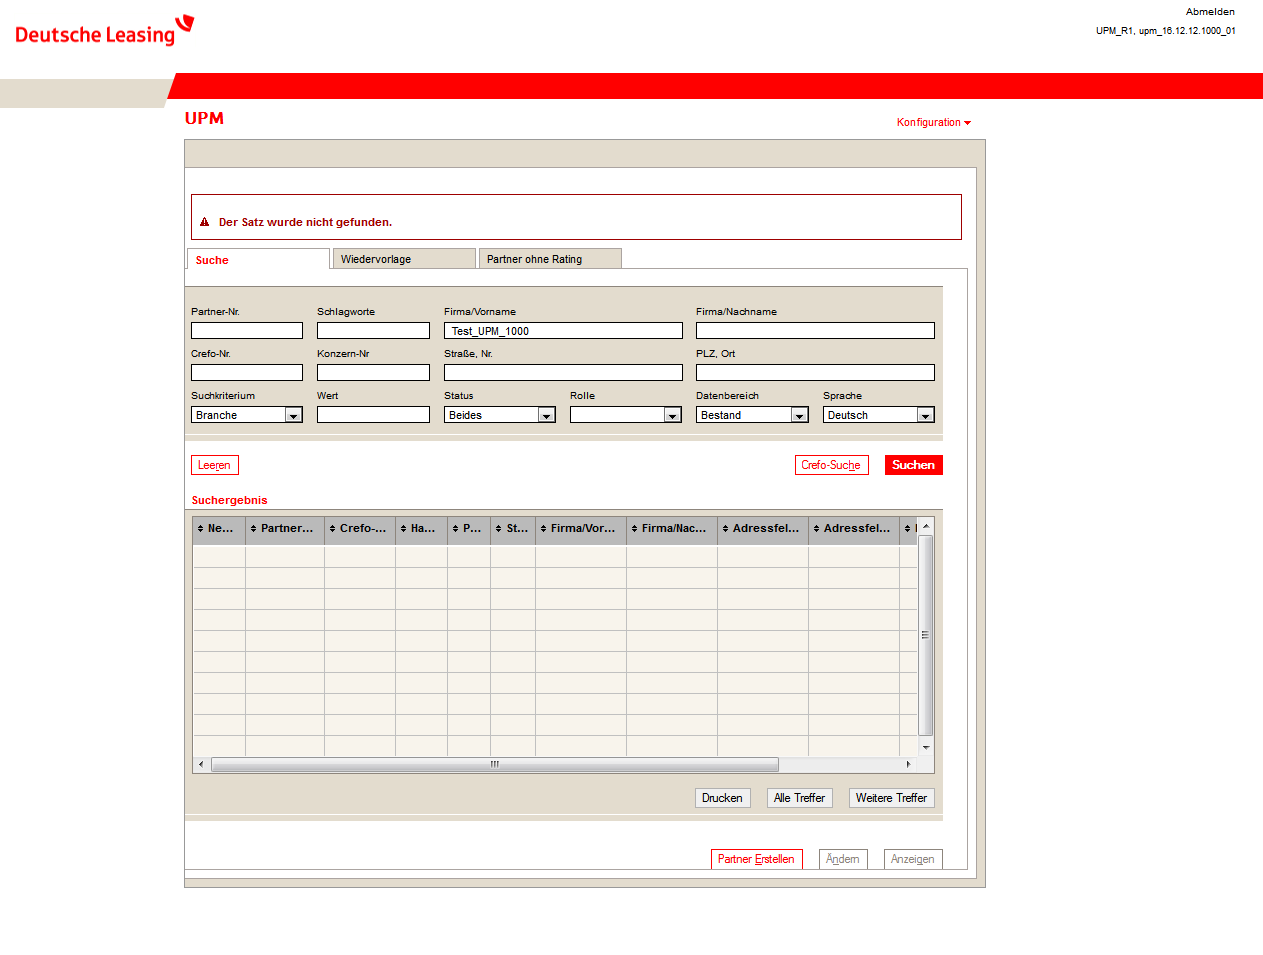 Deutsche Leasing
Abmelden
UPM_R1, upm_16.12.12.1000_01
UPM
Konfiguration
Der Satz wurde nicht gefunden.
Suche Wiedervorlage Partner ohne Rating
Partner-Nr. Schlagworte Firma/Vorname Firma/Nachname
Test_UPM_1000
Crefo-Nr. Konzern-Nr Straße, Nr. PLZ, Ort
Suchkriterium Wert Status Rolle Datenbereich Sprache
Branche Beides Bestand Deutsch
Leeren Crefo-Suche Suchen
Suchergebnis
Ne... Partner... Crefo-... Ha... P... St... Firma/Vor... Firma/Nac... Adressfel... Adressfel...
Drucken Alle Treffer Weitere Treffer
Partner Erstellen Ändern Anzeigen